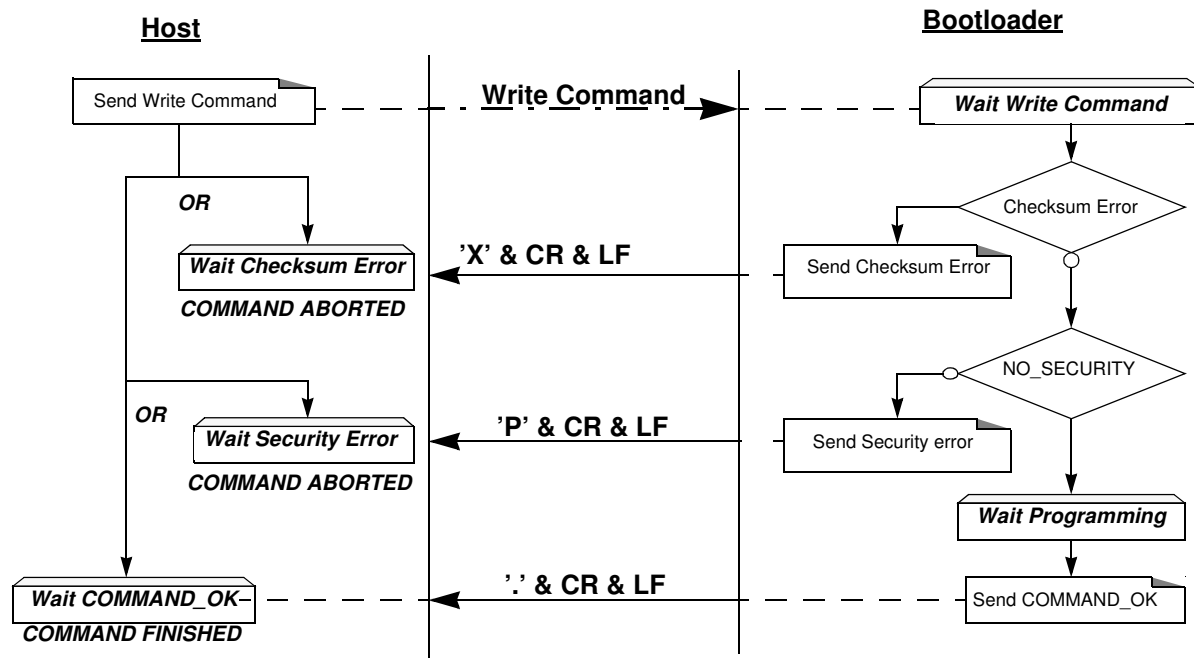 Host
Bootloader
Send Write Command
Write Command
Wait Write Command
OR
Checksum Error
Wait Checksum Error
'X' & CR & LF
Send Checksum Error
COMMAND ABORTED
NO_SECURITY
OR
Wait Security Error
'P' & CR & LF
Send Security error
COMMAND ABORTED
Wait Programming
Wait COMMAND_OK
'.' & CR & LF
Send COMMAND_OK
COMMAND FINISHED